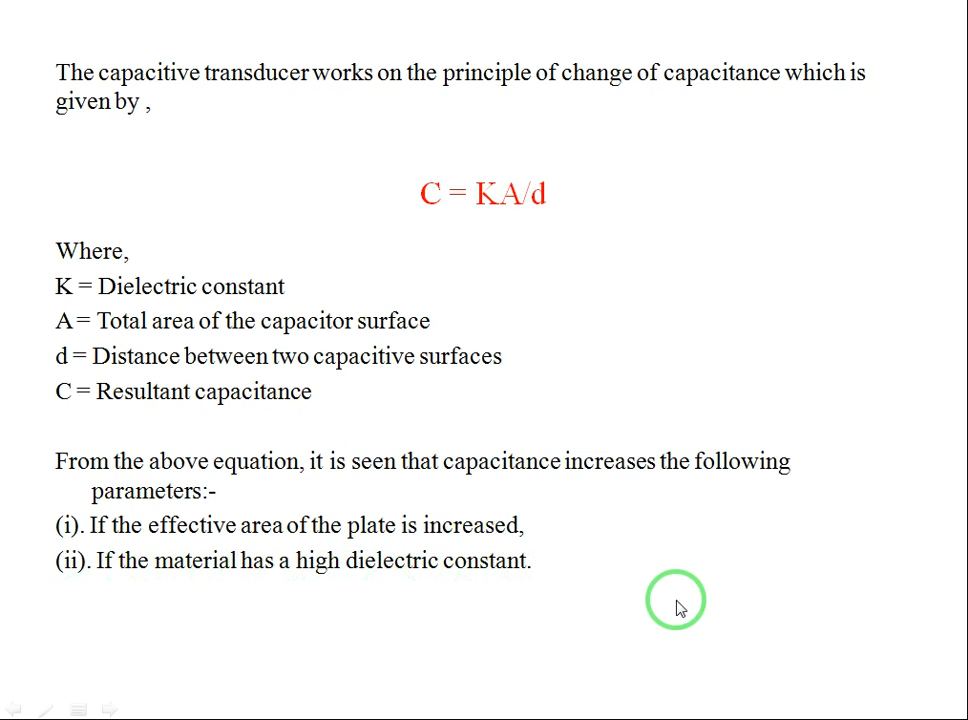 The capacitive transducer works on the principle of change of capacitance which is
given by ,
C = KA/d
Where,
K = Dielectric constant
A = Total area of the capacitor surface
d = Distance between two capacitive surfaces
C = Resultant capacitance
From the above equation, it is seen that capacitance increases the following
parameters:-
(i). If the effective area of the plate is increased,
(ii). If the material has a high dielectric constant.